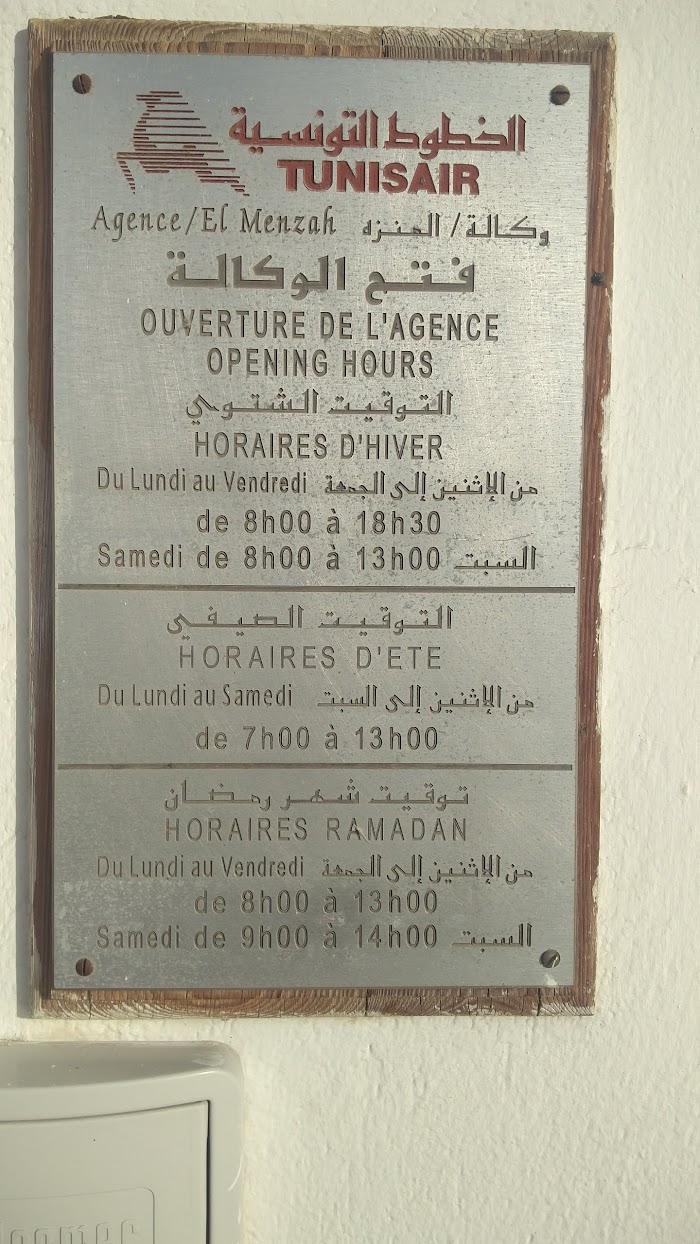 الخطوط التونسية
TUNISAIR
Agence/El Menzah وكالة/ المنزه
فتح الوكالة
OUVERTURE DE L'AGENCE
OPENING HOURS
التوقيت الشتوي
HORAIRES D'HIVER
Du Lundi au Vendredi من الإثنين إلى الجمعة
de 8h00 à 18h30
Samedi de 8h00 à 13h00 السبت
التوقيت الصيفي
HORAIRES D'ETE
Du Lundi au Samedi من الإثنين إلى السبت
de 7h00 à 13h00
توقيت شهر رمضان
HORAIRES RAMADAN
Du Lundi au Vendredi من الإثنين إلى الجمعة
de 8h00 à 13h00
Samedi de 9h00 à 14h00 السبت